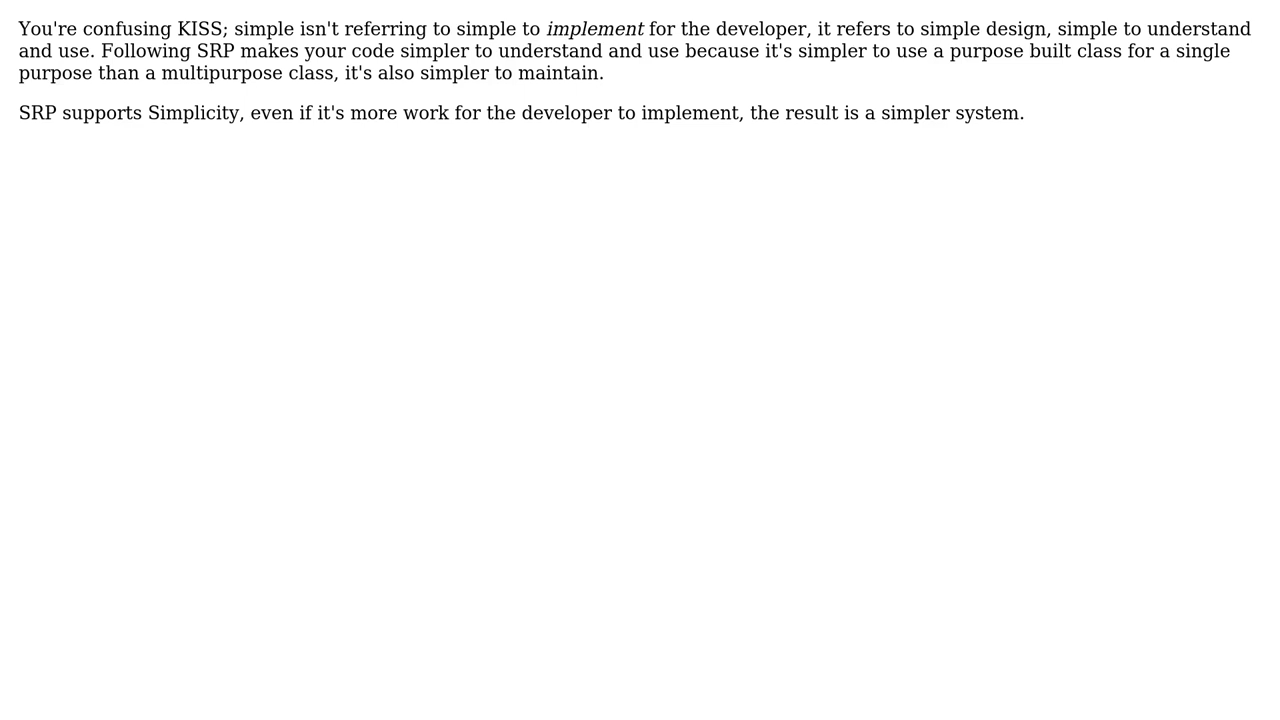 You're confusing KISS; simple isn't referring to simple to implement for the developer, it refers to simple design, simple to understand
and use. Following SRP makes your code simpler to understand and use because it's simpler to use a purpose built class for a single
purpose than a multipurpose class, it's also simpler to maintain.
SRP supports Simplicity, even if it's more work for the developer to implement, the result is a simpler system.